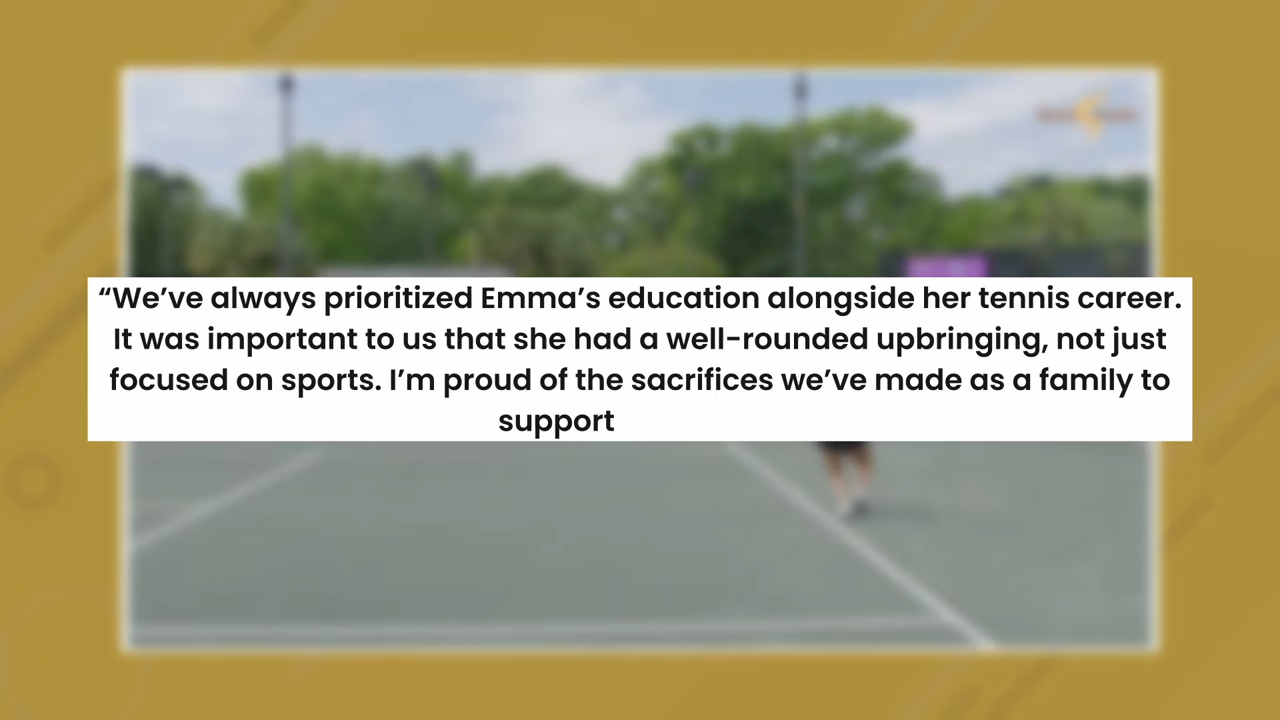 “We’ve always prioritized Emma’s education alongside her tennis career.
It was important to us that she had a well-rounded upbringing, not just
focused on sports. I’m proud of the sacrifices we’ve made as a family to
support